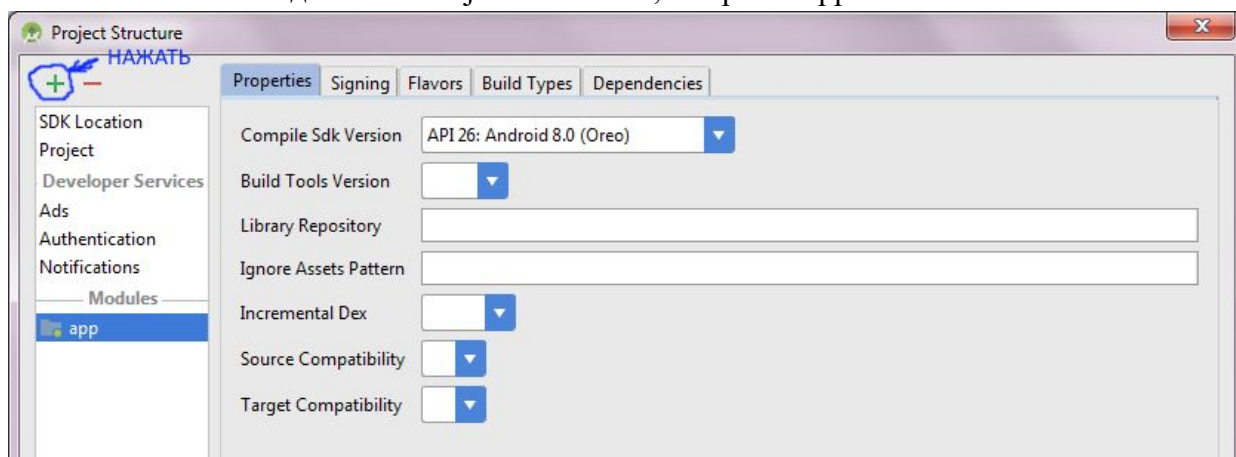 Project Structure
НАЖАТЬ
Properties Signing Flavors Build Types Dependencies
SDK Location
Project
Developer Services
Ads
Authentication
Notifications
Modules
app
Compile Sdk Version API 26: Android 8.0 (Oreo)
Build Tools Version
Library Repository
Ignore Assets Pattern
Incremental Dex
Source Compatibility
Target Compatibility